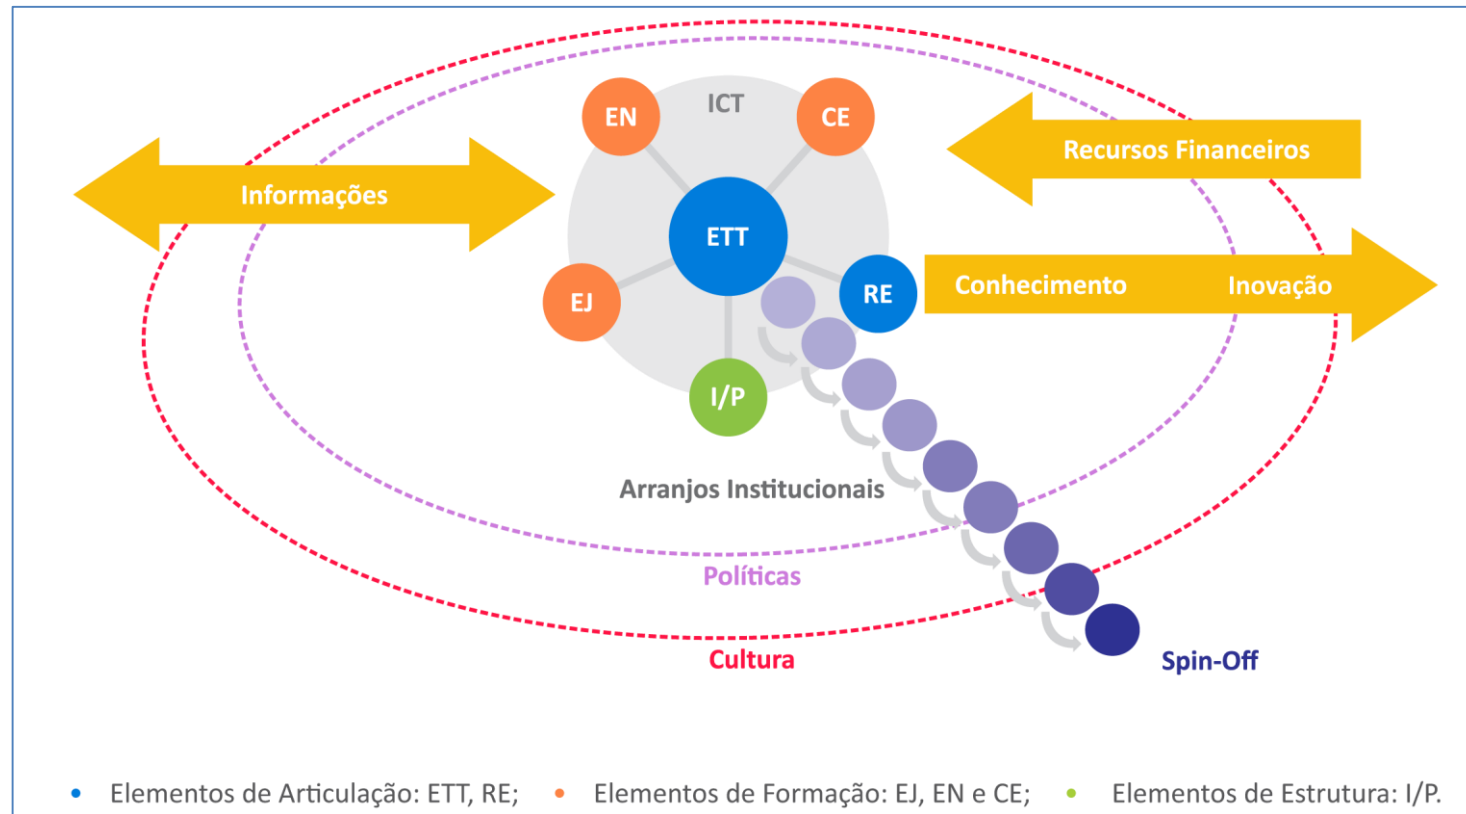 ICT
EN
CE
Recursos Financeiros
Informações
ETT
Conhecimento
Inovação
RE
EJ
I/P
Arranjos Institucionais
Políticas
Cultura
Spin-Off
• Elementos de Articulação: ETT, RE; • Elementos de Formação: EJ, EN e CE; • Elementos de Estrutura: I/P.